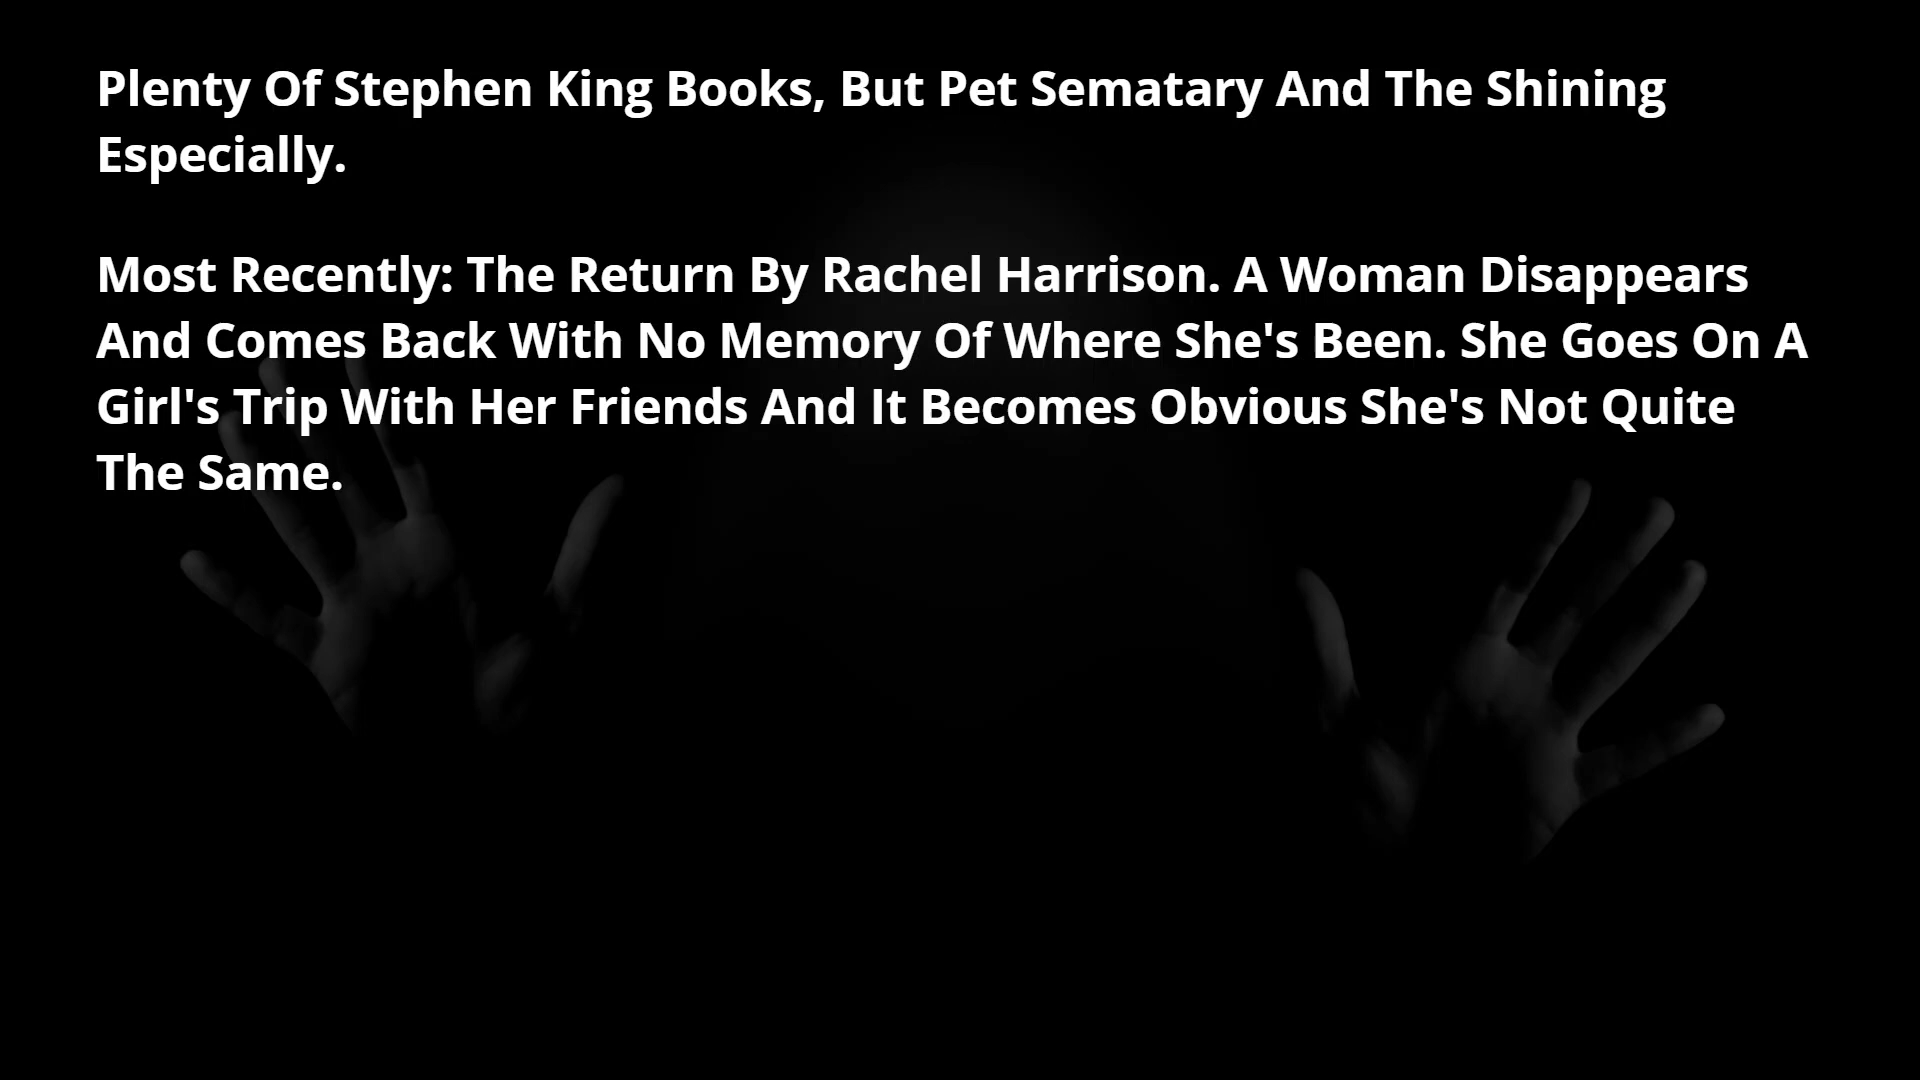 Plenty Of Stephen King Books, But Pet Sematary And The Shining
Especially.
Most Recently: The Return By Rachel Harrison. A Woman Disappears
And Comes Back With No Memory Of Where She's Been. She Goes On A
Girl's Trip With Her Friends And It Becomes Obvious She's Not Quite
The Same.